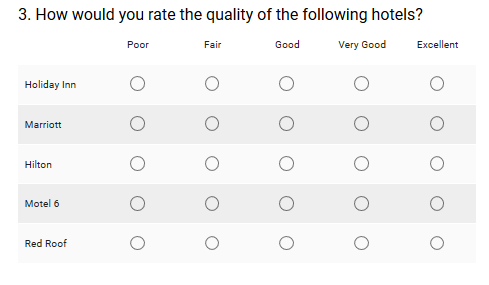 3. How would you rate the quality of the following hotels?
Poor Fair Good Very Good Excellent
Holiday Inn
Marriott
Hilton
Motel 6
Red Roof